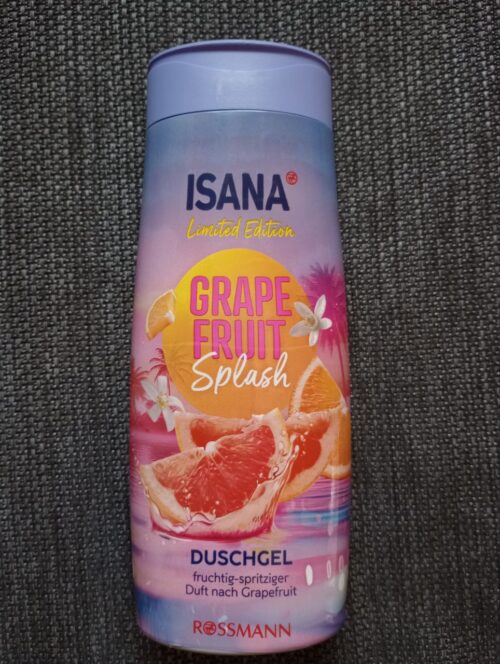 ISANA
Limited Edition
GRAPE
FRUIT
Splash
DUSCHGEL
fruchtig-spritziger
Duft nach Grapefruit
ROSSMANN